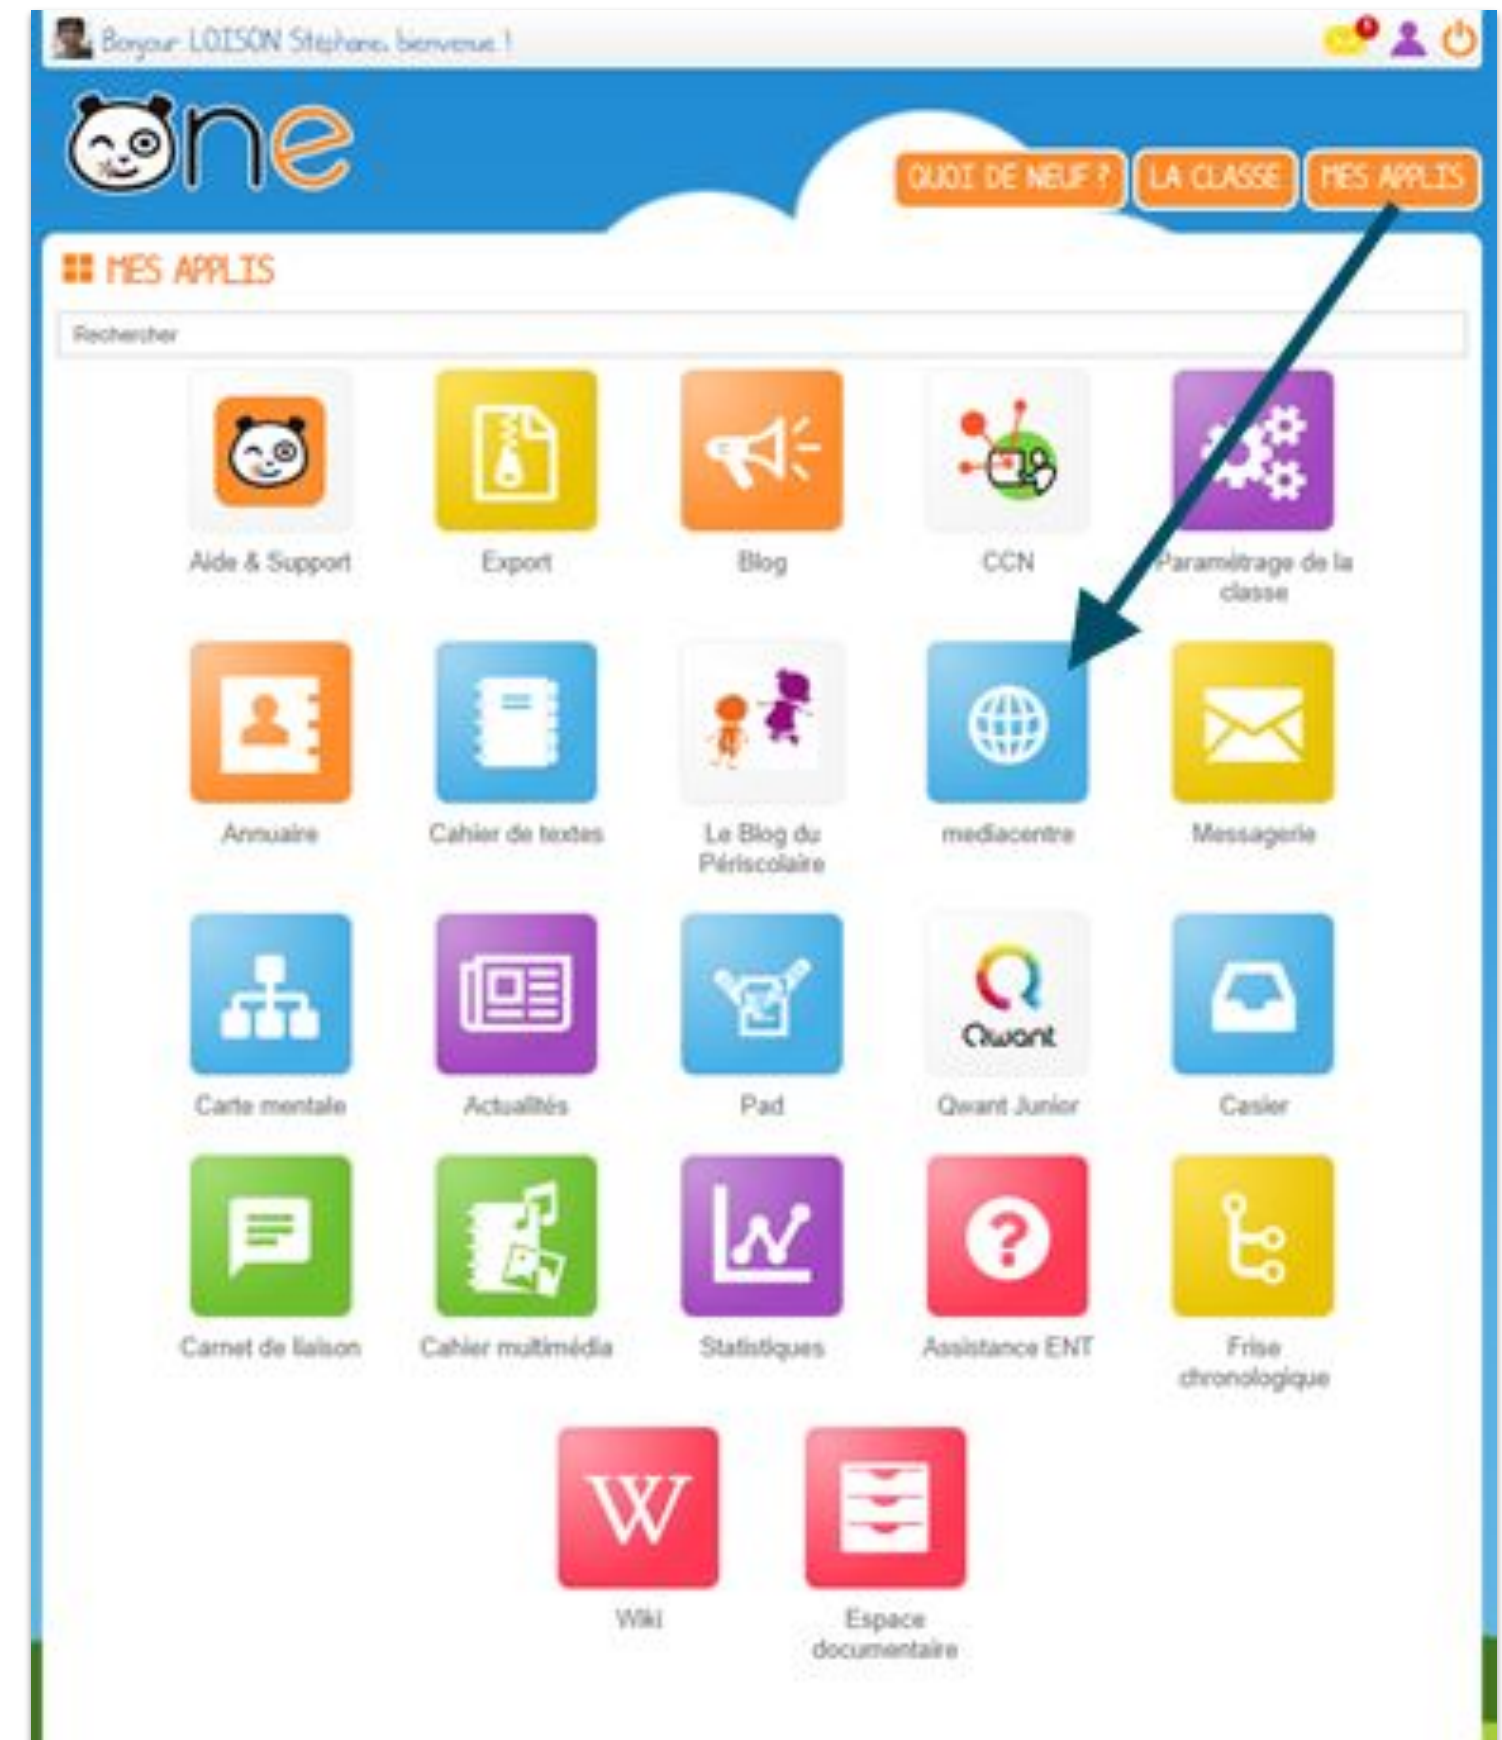 Bonjour LOISON Stéphane, bienvenue !
One
QUOI DE NEUF ?
LA CLASSE
MES APPLIS
MES APPLIS
Rechercher
Aide & Support
Export
Blog
CCN
Paramétrage de la
classe
Annuaire
Cahier de textes
Le Blog du
Périscolaire
mediacentre
Messagerie
Carte mentale
Actualités
Pad
Qwant
Qwant Junior
Casier
Carnet de liaison
Cahier multimédia
Statistiques
?
Assistance ENT
Frise
chronologique
W
Wiki
Espace
documentaire